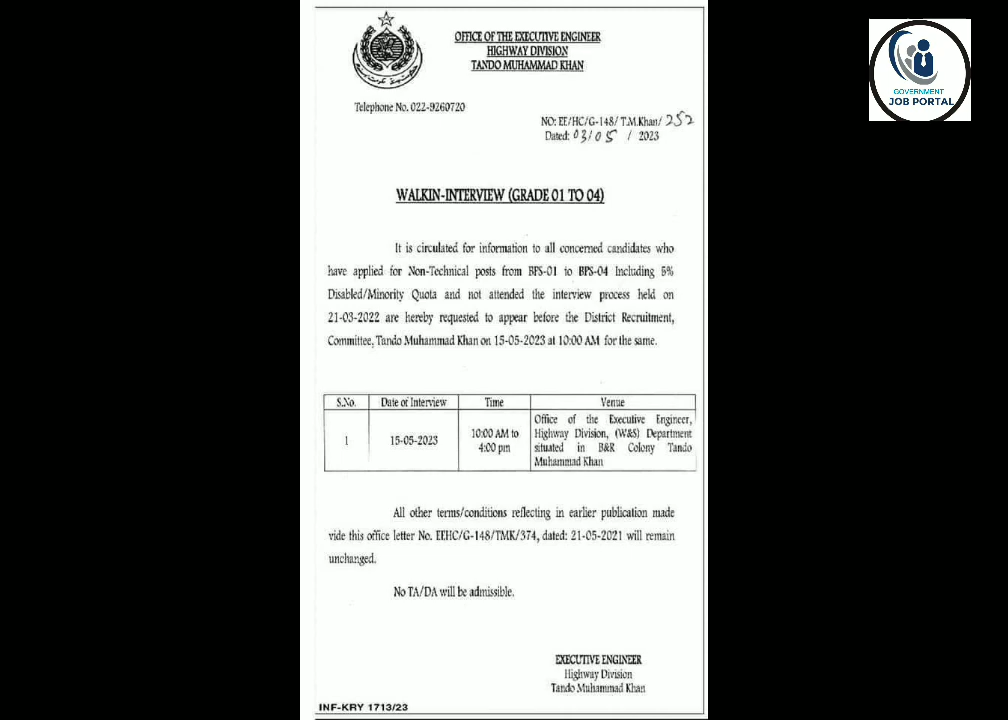 OFFICE OF THE EXECUTIVE ENGINEER
HIGHWAY DIVISION
TANDO MUHAMMAD KHAN
GOVERNMENT
JOB PORTAL
Telephone No. 022-9260720
NO: EE/HC/G-148/ T.M.Khan/ 252
Dated: 03/05 / 2023
WALKIN-INTERVIEW (GRADE 01 TO 04)
It is circulated for information to all concerned candidates who
have applied for Non-Technical posts from BPS-01 to BPS-04 Including 5%
Disabled/Minority Quota and not attended the interview process held on
21-03-2022 are hereby requested to appear before the District Recruitment,
Committee, Tando Muhammad Khan on 15-05-2023 at 10:00 AM for the same.
S.No. Date of Interview Time Venue
1 15-05-2023 10:00 AM to 4:00 pm Office of the Executive Engineer,
Highway Division, (W&S) Department
situated in B&R Colony Tando
Muhammad Khan
All other terms/conditions reflecting in earlier publication made
vide this office letter No. EEHC/G-148/TMK/374, dated: 21-05-2021 will remain
unchanged.
No TA/DA will be admissible.
EXECUTIVE ENGINEER
Highway Division
Tando Muhammad Khan
INF-KRY 1713/23